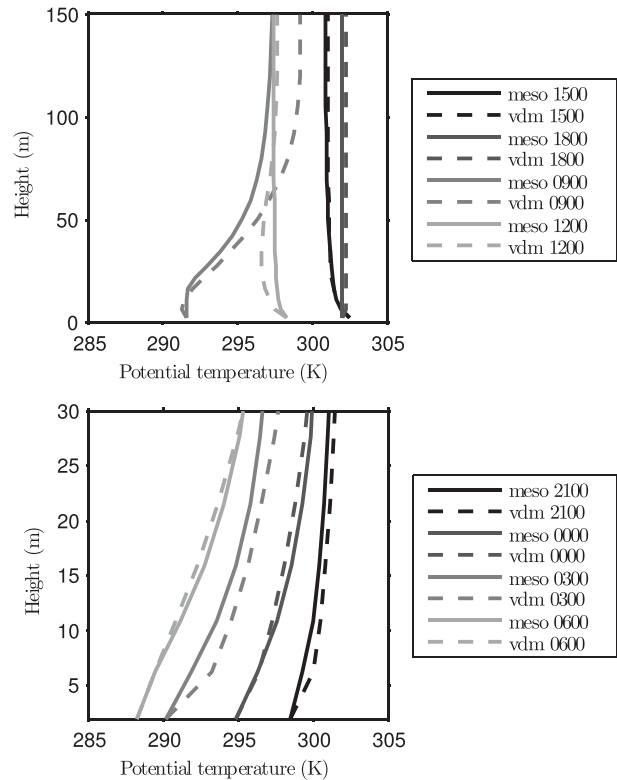 150
100
50
0
Height (m)
285 290 295 300 305
Potential temperature (K)
meso 1500
vdm 1500
meso 1800
vdm 1800
meso 0900
vdm 0900
meso 1200
vdm 1200
30
25
20
15
10
5
Height (m)
285 290 295 300 305
Potential temperature (K)
meso 2100
vdm 2100
meso 0000
vdm 0000
meso 0300
vdm 0300
meso 0600
vdm 0600